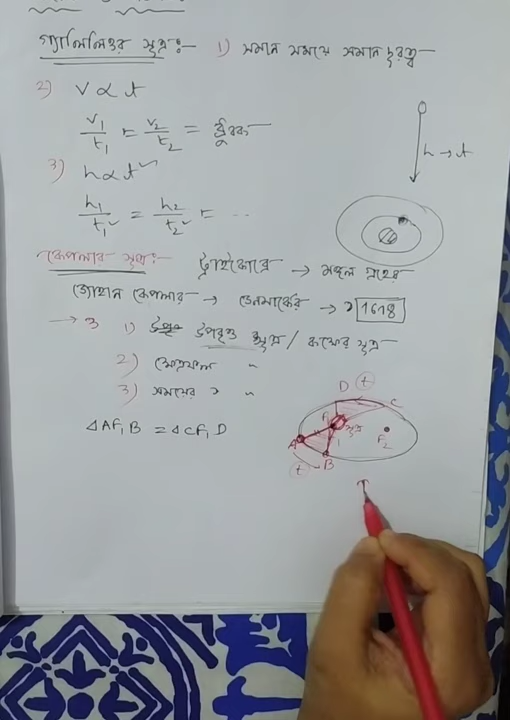 গ্যালিলিওর সূত্রঃ- 1) সমান সময়ে সমান দূরত্ব
2) v ∝ t
v₁/t₁ = v₂/t₂ = ধ্রুবক
3) h ∝ t²
h → t
h₁/t₁² = h₂/t₂² = ...
কেপলার সূত্রঃ- ট্রাইকোব্রে → মঙ্গল গ্রহের
জোহান কেপলার → ডেনমার্কের → 1618
→ 3 1) উপবৃত্ত সূত্র / কক্ষের সূত্র
2) ক্ষেত্রফল "
3) সময়ের "
D t C
ΔAF₁B = ΔCF₁D
A F₁ সূর্য F₂
t B
T